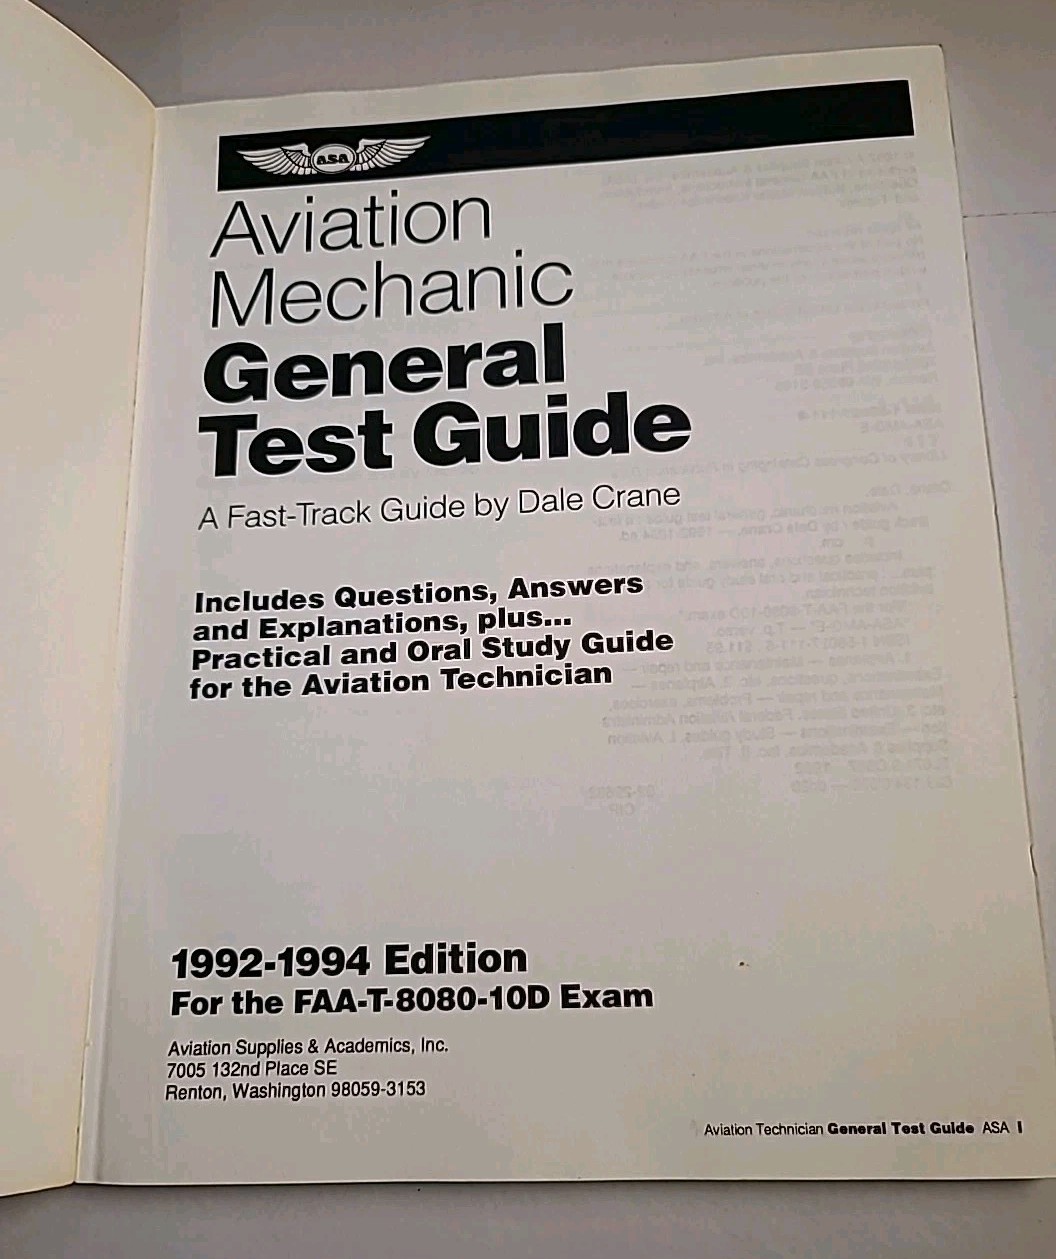 ASA
Aviation
Mechanic
General
Test Guide
A Fast-Track Guide by Dale Crane
Includes Questions, Answers
and Explanations, plus...
Practical and Oral Study Guide
for the Aviation Technician
1992-1994 Edition
For the FAA-T-8080-10D Exam
Aviation Supplies & Academics, Inc.
7005 132nd Place SE
Renton, Washington 98059-3153
Aviation Technician General Test Guide ASA I